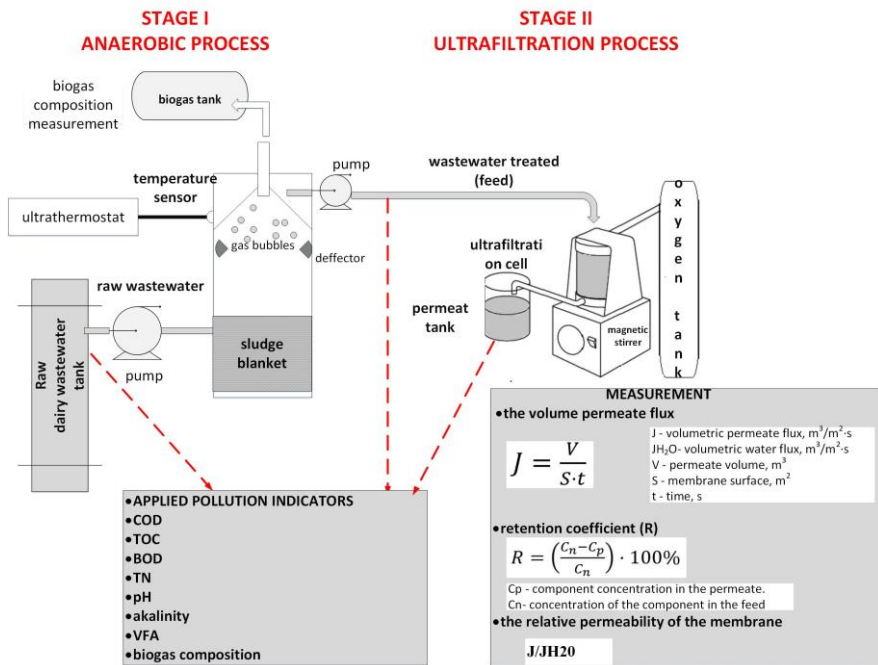 STAGE I
ANAEROBIC PROCESS
STAGE II
ULTRAFILTRATION PROCESS
biogas
composition
measurement
biogas tank
temperature
sensor
ultrathermostat
gas bubbles
deffector
pump
wastewater treated
(feed)
oxygen tank
ultrafiltrati
on cell
permeat
tank
magnetic
stirrer
raw wastewater
pump
Raw
dairy wastewater
tank
sludge
blanket
•APPLIED POLLUTION INDICATORS
•COD
•TOC
•BOD
•TN
•pH
•akalinity
•VFA
•biogas composition
MEASUREMENT
•the volume permeate flux
J = V / S·t
J - volumetric permeate flux, m³/m²·s
JH₂O- volumetric water flux, m³/m²·s
V - permeate volume, m³
S - membrane surface, m²
t - time, s
•retention coefficient (R)
R = (Cₙ−Cₚ / Cₙ) · 100%
Cp - component concentration in the permeate.
Cn- concentration of the component in the feed
•the relative permeability of the membrane
J/JH20